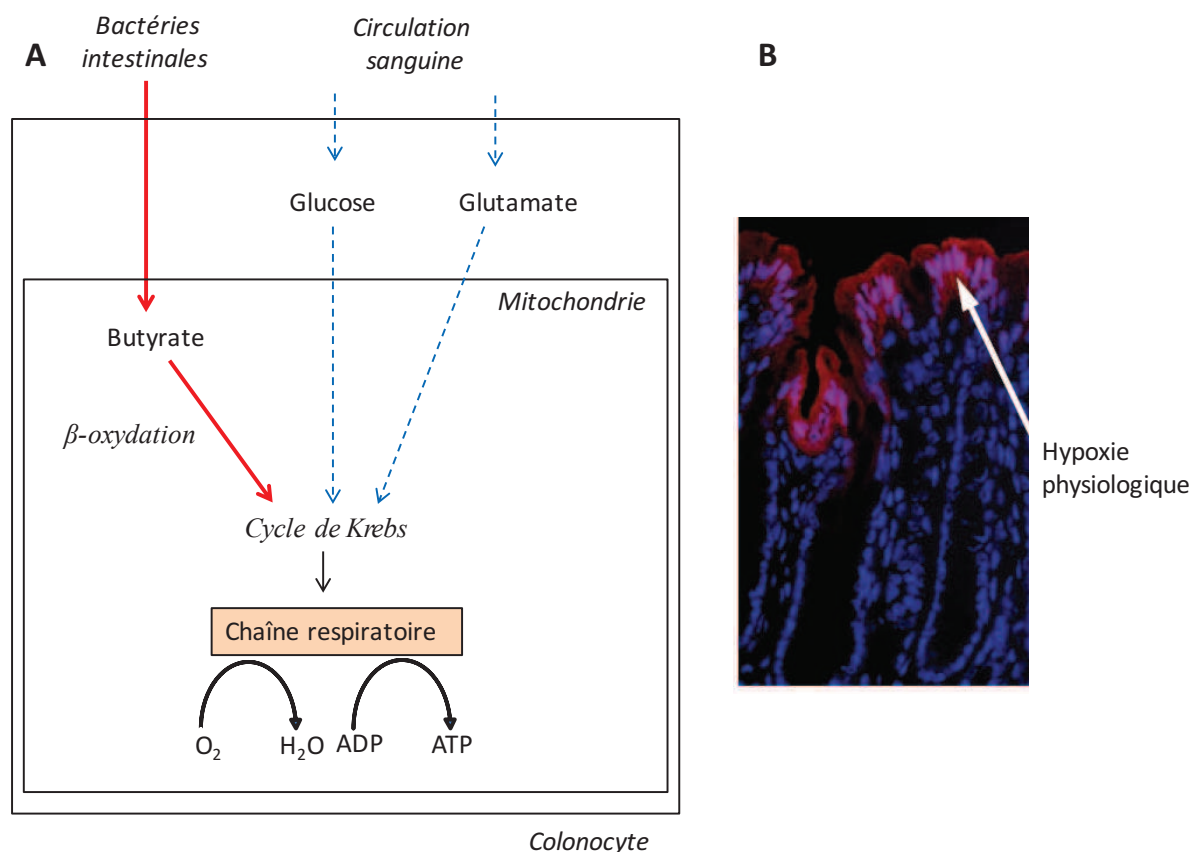 A
Bactéries
intestinales
Circulation
sanguine
Glucose
Glutamate
Mitochondrie
Butyrate
β-oxydation
Cycle de Krebs
Chaîne respiratoire
O₂
H₂O
ADP
ATP
Colonocyte
B
Hypoxie
physiologique